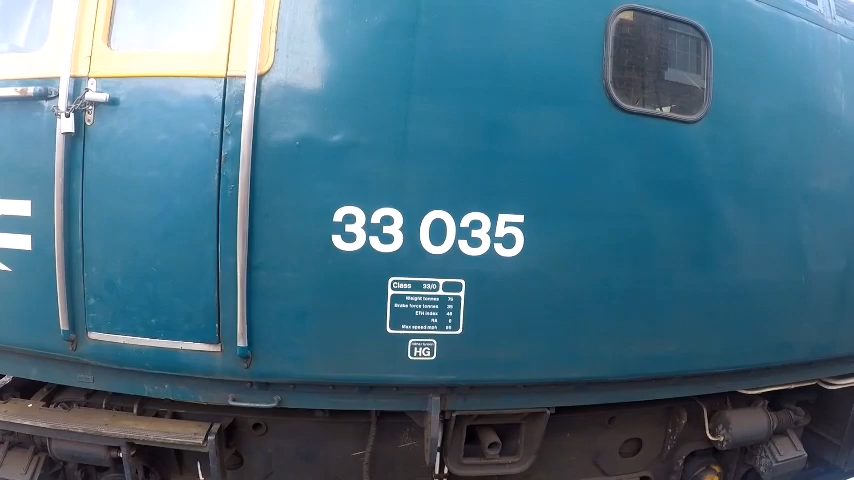 33 035
Class 33/0
Weight tonnes 76
Brake force tonnes 35
ETH index 48
RA 6
Max speed mph
HG